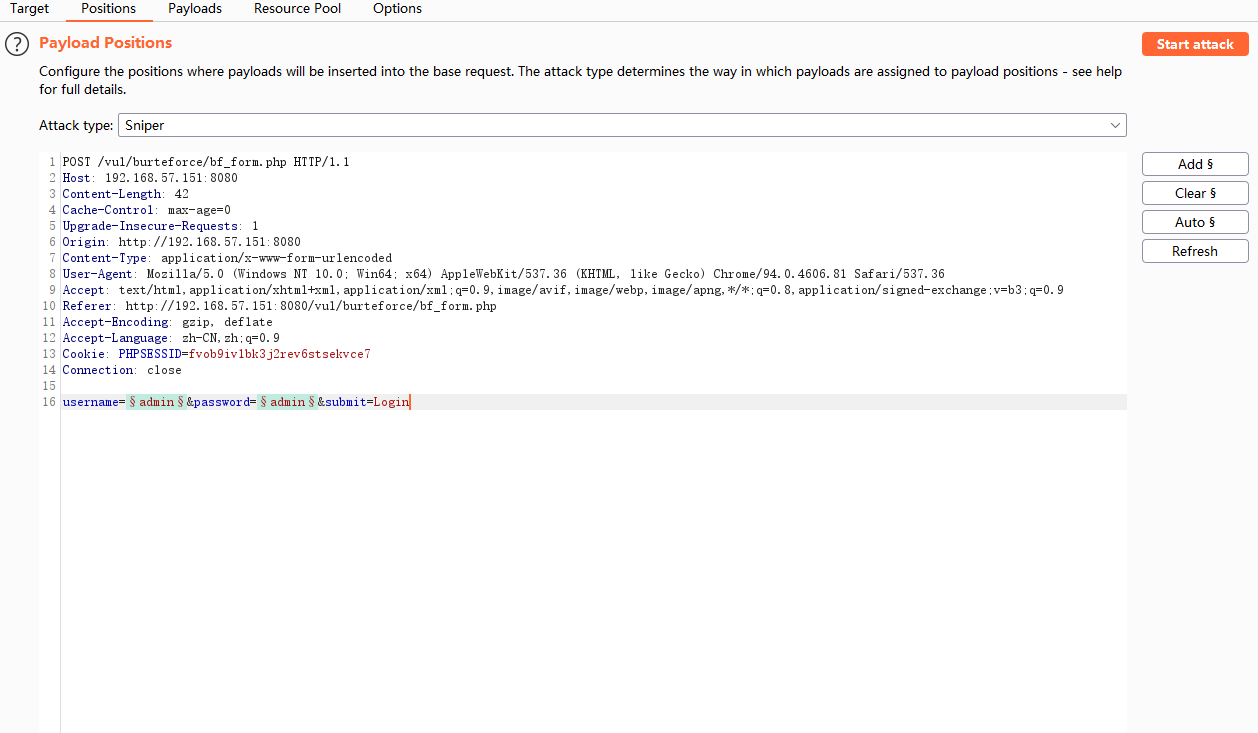 Target Positions Payloads Resource Pool Options
? Payload Positions
Start attack
Configure the positions where payloads will be inserted into the base request. The attack type determines the way in which payloads are assigned to payload positions - see help
for full details.
Attack type: Sniper
1 POST /vul/burteforce/bf_form.php HTTP/1.1
2 Host: 192.168.57.151:8080
3 Content-Length: 42
4 Cache-Control: max-age=0
5 Upgrade-Insecure-Requests: 1
6 Origin: http://192.168.57.151:8080
7 Content-Type: application/x-www-form-urlencoded
8 User-Agent: Mozilla/5.0 (Windows NT 10.0; Win64; x64) AppleWebKit/537.36 (KHTML, like Gecko) Chrome/94.0.4606.81 Safari/537.36
9 Accept: text/html,application/xhtml+xml,application/xml;q=0.9,image/avif,image/webp,image/apng,*/*;q=0.8,application/signed-exchange;v=b3;q=0.9
10 Referer: http://192.168.57.151:8080/vul/burteforce/bf_form.php
11 Accept-Encoding: gzip, deflate
12 Accept-Language: zh-CN,zh;q=0.9
13 Cookie: PHPSESSID=fvob9ivlbk3j2rev6stsekvce7
14 Connection: close
15
16 username=§admin§&password=§admin§&submit=Login
Add §
Clear §
Auto §
Refresh